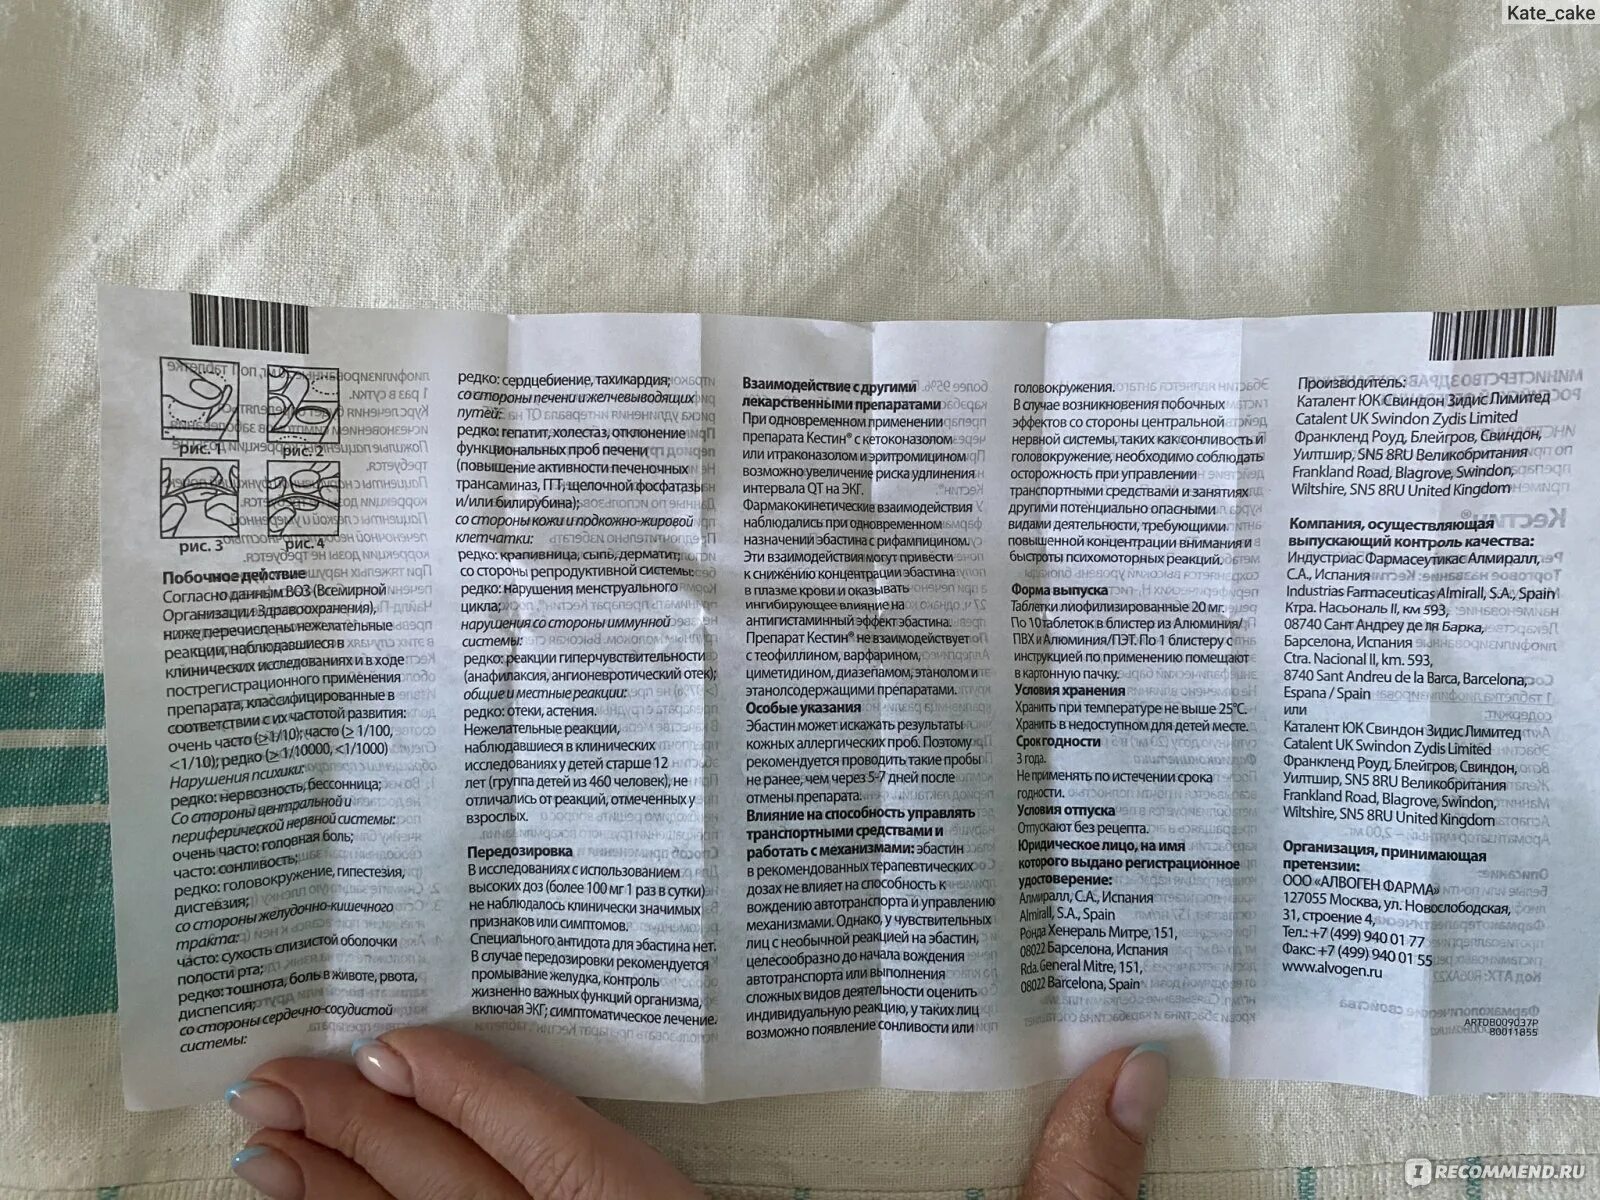 Kate_cake
рис. 1
рис. 2
рис. 3
рис. 4
Побочное действие
Согласно данным ВОЗ (Всемирной
Организации Здравоохранения),
ниже перечислены нежелательные
реакции, наблюдавшиеся в
клинических исследованиях и в ходе
пострегистрационного применения
препарата, классифицированные в
соответствии с их частотой развития:
очень часто (≥1/10); часто (≥ 1/100,
<1/10); редко (≥ 1/10000, <1/1000)
Нарушения психики:
редко: нервозность, бессонница;
Со стороны центральной и
периферической нервной системы:
очень часто: головная боль;
часто: сонливость;
редко: головокружение, гипестезия,
дисгевзия;
со стороны желудочно-кишечного
тракта:
часто: сухость слизистой оболочки
полости рта;
редко: тошнота, боль в животе, рвота,
диспепсия;
со стороны сердечно-сосудистой
системы:
редко: сердцебиение, тахикардия;
со стороны печени и желчевыводящих
путей:
редко: гепатит, холестаз, отклонение
функциональных проб печени
(повышение активности печеночных
трансаминаз, ГГТ, щелочной фосфатазы
и/или билирубина);
со стороны кожи и подкожно-жировой
клетчатки:
редко: крапивница, сыпь, дерматит;
со стороны репродуктивной системы:
редко: нарушения менструального
цикла;
нарушения со стороны иммунной
системы:
редко: реакции гиперчувствительности
(анафилаксия, ангионевротический отек);
общие и местные реакции:
редко: отеки, астения.
Нежелательные реакции,
наблюдавшиеся в клинических
исследованиях у детей старше 12
лет (группа детей из 460 человек), не
отличались от реакций, отмеченных у
взрослых.
Передозировка
В исследованиях с использованием
высоких доз (более 100 мг 1 раз в сутки)
не наблюдалось клинически значимых
признаков или симптомов.
Специального антидота для эбастина нет.
В случае передозировки рекомендуется
промывание желудка, контроль
жизненно важных функций организма,
включая ЭКГ; симптоматическое лечение.
Взаимодействие с другими
лекарственными препаратами
При одновременном применении
препарата Кестин® с кетоконазолом
или итраконазолом и эритромицином
возможно увеличение риска удлинения
интервала QT на ЭКГ.
Фармакокинетические взаимодействия
наблюдались при одновременном
назначении эбастина с рифампицином.
Эти взаимодействия могут привести
к снижению концентрации эбастина
в плазме крови и оказывать
ингибирующее влияние на
антигистаминный эффект эбастина.
Препарат Кестин® не взаимодействует
с теофиллином, варфарином,
циметидином, диазепамом, этанолом и
этанолсодержащими препаратами.
Особые указания
Эбастин может искажать результаты
кожных аллергических проб. Поэтому
рекомендуется проводить такие пробы
не ранее, чем через 5-7 дней после
отмены препарата.
Влияние на способность управлять
транспортными средствами и
работать с механизмами: эбастин
в рекомендованных терапевтических
дозах не влияет на способность к
вождению автотранспорта и управлению
механизмами. Однако, у чувствительных
лиц с необычной реакцией на эбастин,
целесообразно до начала вождения
автотранспорта или выполнения
сложных видов деятельности оценить
индивидуальную реакцию, у таких лиц
возможно появление сонливости или
головокружения.
В случае возникновения побочных
эффектов со стороны центральной
нервной системы, таких как сонливость и
головокружение, необходимо соблюдать
осторожность при управлении
транспортными средствами и занятиях
другими потенциально опасными
видами деятельности, требующими
повышенной концентрации внимания и
быстроты психомоторных реакций.
Форма выпуска
Таблетки лиофилизированные 20 мг.
По 10 таблеток в блистер из Алюминия/
ПВХ и Алюминия/ПЭТ. По 1 блистеру с
инструкцией по применению помещают
в картонную пачку.
Условия хранения
Хранить при температуре не выше 25°С.
Хранить в недоступном для детей месте.
Срок годности
3 года.
Не применять по истечении срока
годности.
Условия отпуска
Отпускают без рецепта.
Юридическое лицо, на имя
которого выдано регистрационное
удостоверение:
Алмиралл, С.А., Испания
Almirall, S.A., Spain
Ронда Хенераль Митре, 151,
08022 Барселона, Испания
Rda. General Mitre, 151,
08022 Barcelona, Spain
Производитель:
Каталент ЮК Свиндон Зидис Лимитед
Catalent UK Swindon Zydis Limited
Франкленд Роуд, Блейгров, Свиндон,
Уилтшир, SN5 8RU Великобритания
Frankland Road, Blagrove, Swindon,
Wiltshire, SN5 8RU United Kingdom
Компания, осуществляющая
выпускающий контроль качества:
Индустриас Фармасеутикас Алмиралл,
С.А., Испания
Industrias Farmaceuticas Almirall, S.A., Spain
Ктра. Насьональ II, км 593,
08740 Сант Андреу де ля Барка,
Барселона, Испания
Ctra. Nacional II, km. 593,
8740 Sant Andreu de la Barca, Barcelona,
Espana / Spain
или
Каталент ЮК Свиндон Зидис Лимитед
Catalent UK Swindon Zydis Limited
Франкленд Роуд, Блейгров, Свиндон,
Уилтшир, SN5 8RU Великобритания
Frankland Road, Blagrove, Swindon,
Wiltshire, SN5 8RU United Kingdom
Организация, принимающая
претензии:
ООО «АЛВОГЕН ФАРМА»
127055 Москва, ул. Новослободская,
31, строение 4,
Тел.: +7 (499) 940 01 77
Факс: +7 (499) 940 01 55
www.alvogen.ru
ARTDB009037P
80011855
RECOMMEND.RU